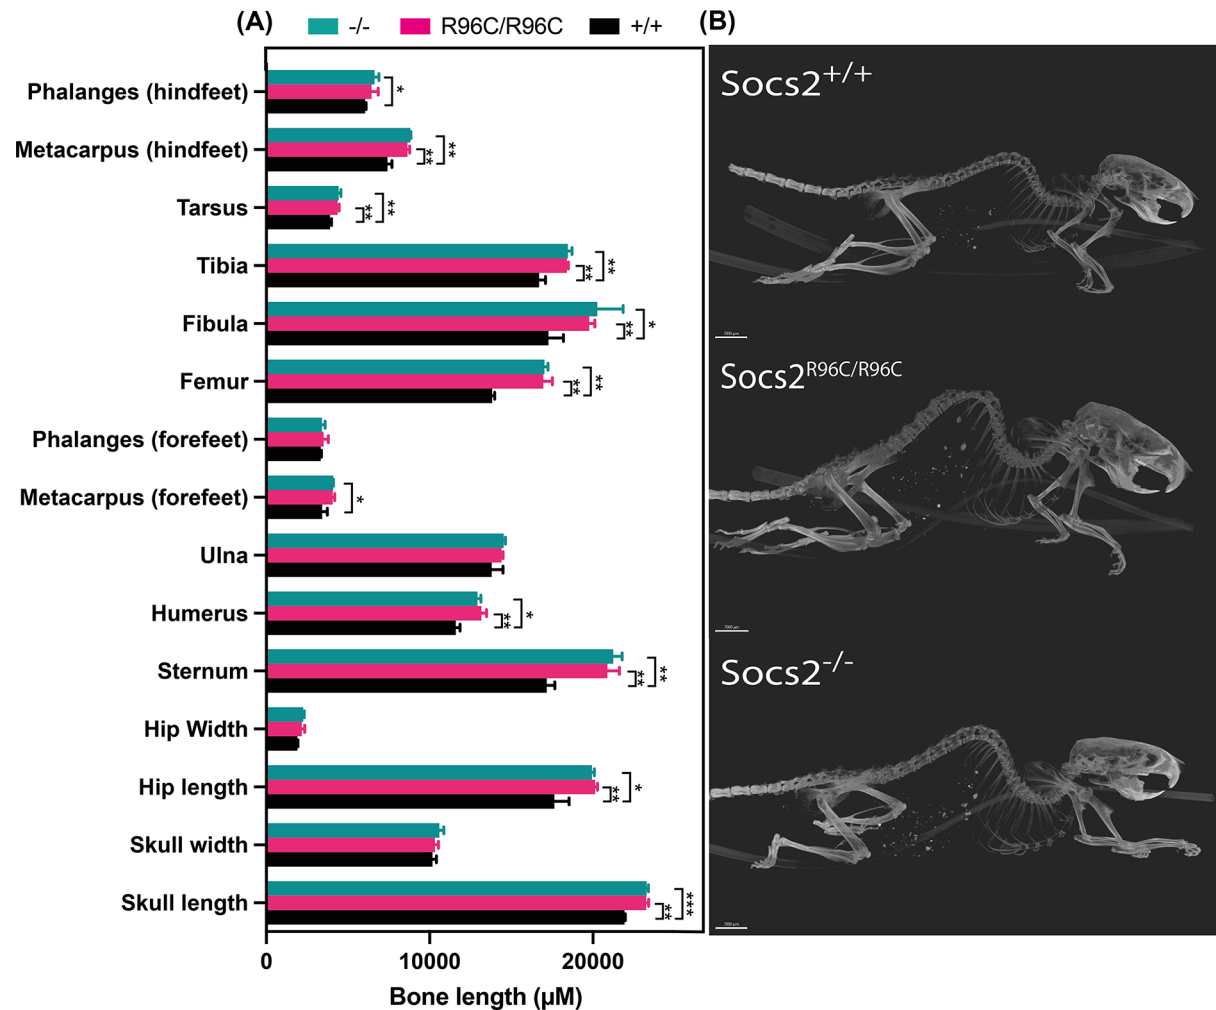 (A) -/- R96C/R96C +/+ (B)
Phalanges (hindfeet) *
Metacarpus (hindfeet) ** **
Tarsus ** **
Tibia ** **
Fibula ** *
Femur ** **
Phalanges (forefeet)
Metacarpus (forefeet) *
Ulna
Humerus ** *
Sternum ** **
Hip Width
Hip length ** *
Skull width
Skull length ** ***
0 10000 20000
Bone length (µM)
Socs2+/+
Socs2R96C/R96C
Socs2-/-